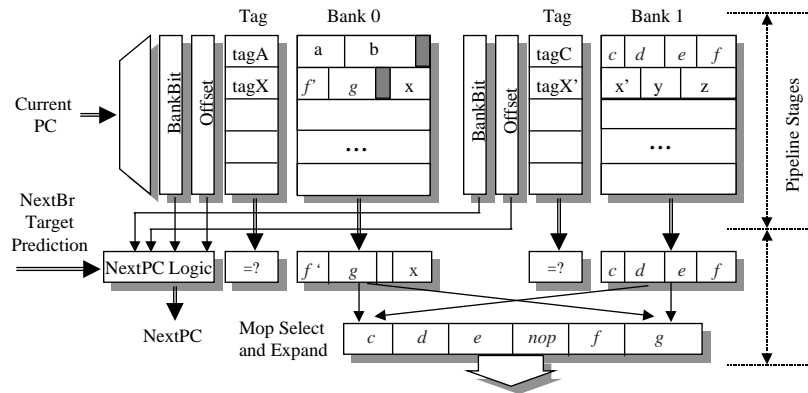 Tag Bank 0 Tag Bank 1
a b c d e f
tagA tagC
tagX f' g x tagX' x' y z
Current PC
BankBit Offset BankBit Offset
... ...
Pipeline Stages
NextBr Target Prediction
NextPC Logic =? f‘ g x =? c d e f
NextPC
Mop Select and Expand
c d e nop f g